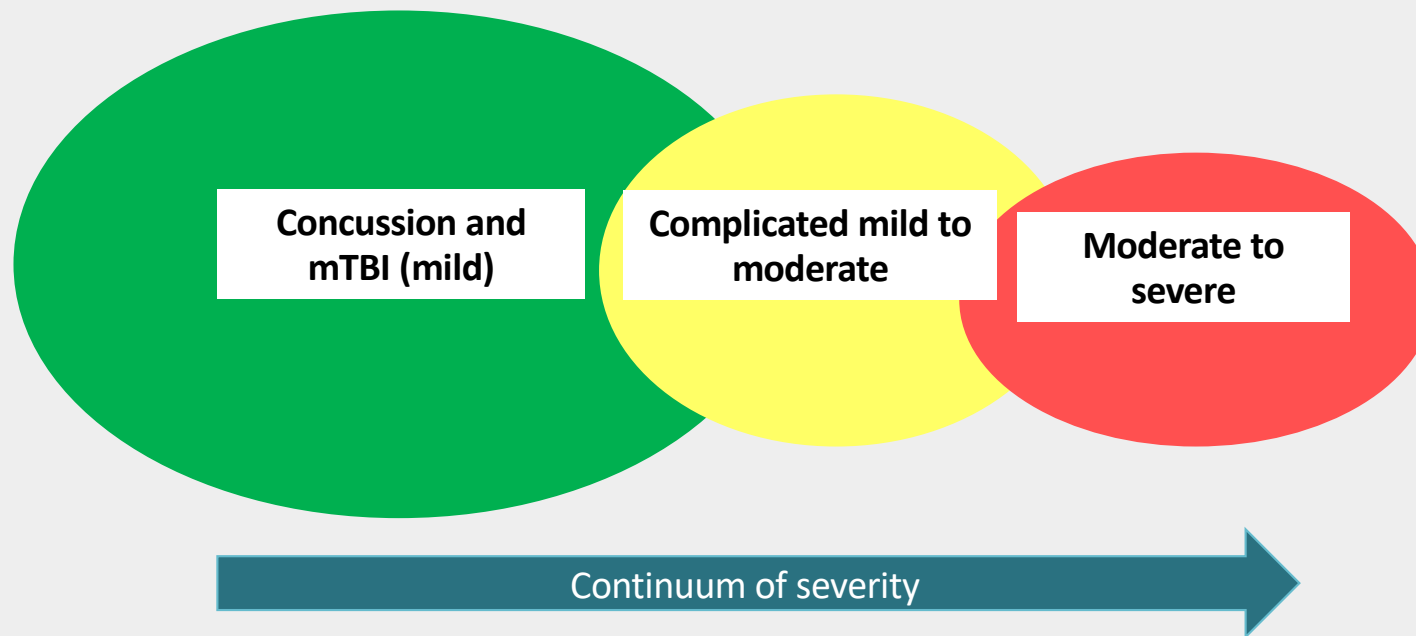 Concussion and
mTBI (mild)
Complicated mild to
moderate
Moderate to
severe
Continuum of severity